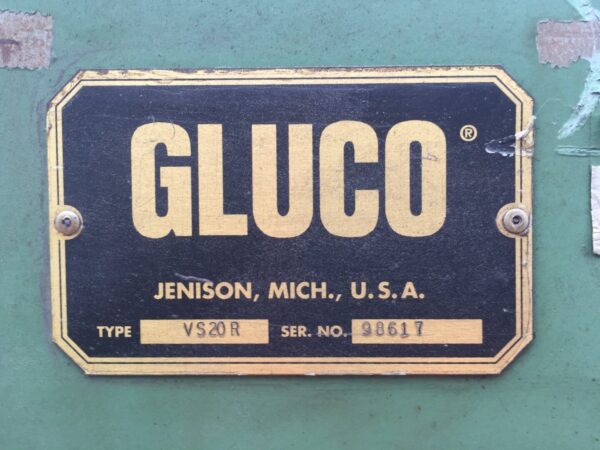 GLUCO®
JENISON, MICH., U.S.A.
TYPE VS20R SER. NO. 98617